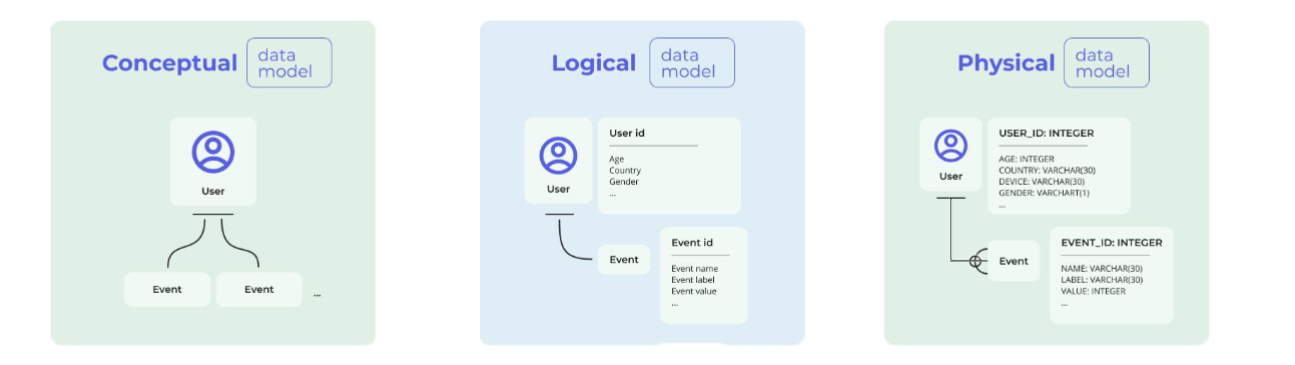 Conceptual data model
User
Event Event ...
Logical data model
User
User id
Age
Country
Gender
...
Event
Event id
Event name
Event label
Event value
...
Physical data model
User
USER_ID: INTEGER
AGE: INTEGER
COUNTRY: VARCHAR(30)
DEVICE: VARCHAR(30)
GENDER: VARCHART(1)
...
Event
EVENT_ID: INTEGER
NAME: VARCHAR(30)
LABEL: VARCHAR(30)
VALUE: INTEGER
...